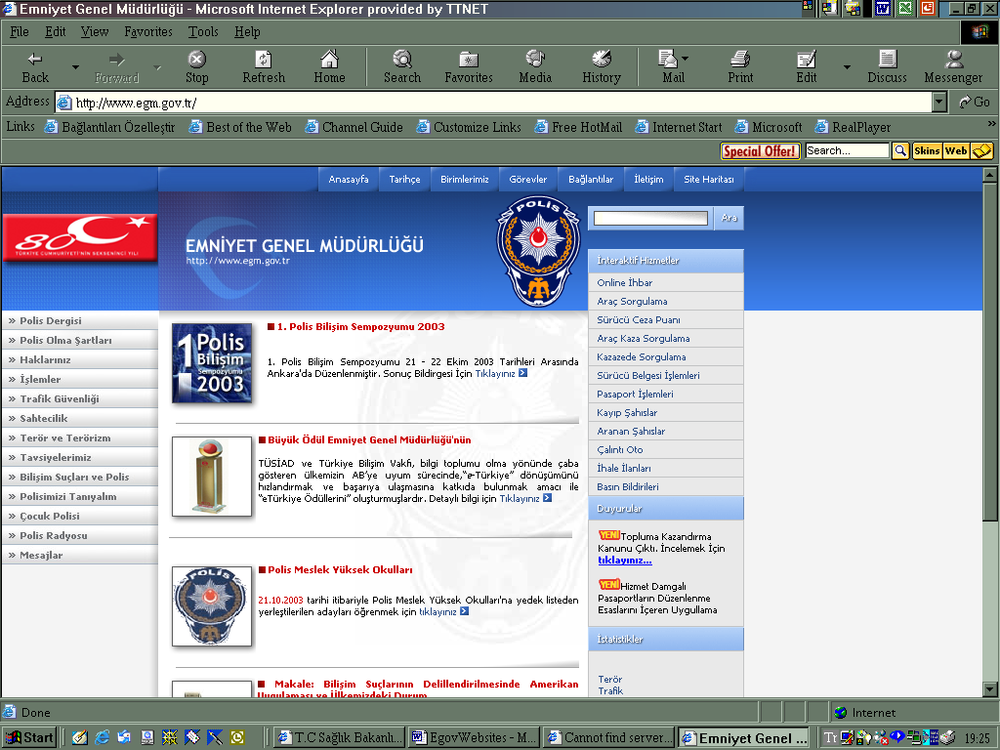 Emniyet Genel Müdürlüğü - Microsoft Internet Explorer provided by TTNET
File Edit View Favorites Tools Help
Back Forward Stop Refresh Home Search Favorites Media History Mail Print Edit Discuss Messenger
Address http://www.egm.gov.tr/ Go
Links Bağlantıları Özelleştir Best of the Web Channel Guide Customize Links Free HotMail Internet Start Microsoft RealPlayer »
Special Offer! Search... Skins Web
Anasayfa Tarihçe Birimlerimiz Görevler Bağlantılar İletişim Site Haritası
80
TÜRKİYE CUMHURİYETİ'NİN SEKSENİNCİ YILI
EMNİYET GENEL MÜDÜRLÜĞÜ
http://www.egm.gov.tr
POLİS
Ara
» Polis Dergisi
» Polis Olma Şartları
» Haklarınız
» İşlemler
» Trafik Güvenliği
» Sahtecilik
» Terör ve Terörizm
» Tavsiyelerimiz
» Bilişim Suçları ve Polis
» Polisimizi Tanıyalım
» Çocuk Polisi
» Polis Radyosu
» Mesajlar
1 Polis
Bilişim
Sempozyumu
2003
1. Polis Bilişim Sempozyumu 2003
1. Polis Bilişim Sempozyumu 21 - 22 Ekim 2003 Tarihleri Arasında
Ankara'da Düzenlenmiştir. Sonuç Bildirgesi İçin Tıklayınız
Büyük Ödül Emniyet Genel Müdürlüğü'nün
TÜSİAD ve Türkiye Bilişim Vakfı, bilgi toplumu olma yönünde çaba
gösteren ülkemizin AB'ye uyum sürecinde,"e-Türkiye" dönüşümünü
hızlandırmak ve başarıya ulaşmasına katkıda bulunmak amacı ile
"eTürkiye Ödüllerini" oluşturmuşlardır. Detaylı bilgi için Tıklayınız
POLİS
Polis Meslek Yüksek Okulları
21.10.2003 tarihi itibariyle Polis Meslek Yüksek Okulları'na yedek listeden
yerleştilerilen adayları öğrenmek için tıklayınız
Makale: Bilişim Suçlarının Delillendirilmesinde Amerikan
Uygulaması ve Ülkemizdeki Durum
İnteraktif Hizmetler
Online İhbar
Araç Sorgulama
Sürücü Ceza Puanı
Araç Kaza Sorgulama
Kazazede Sorgulama
Sürücü Belgesi İşlemleri
Pasaport İşlemleri
Kayıp Şahıslar
Aranan Şahıslar
Çalıntı Oto
İhale İlanları
Basın Bildirileri
Duyurular
YENİ Topluma Kazandırma
Kanunu Çıktı. İncelemek İçin
tıklayınız...
YENİ Hizmet Damgalı
Pasaportların Düzenlenme
Esaslarını İçeren Uygullama
İstatistikler
Terör
Trafik
Done Internet
Start T.C Sağlık Bakanlı... EgovWebsites - M... Cannot find server... Emniyet Genel ... Tr 19:25